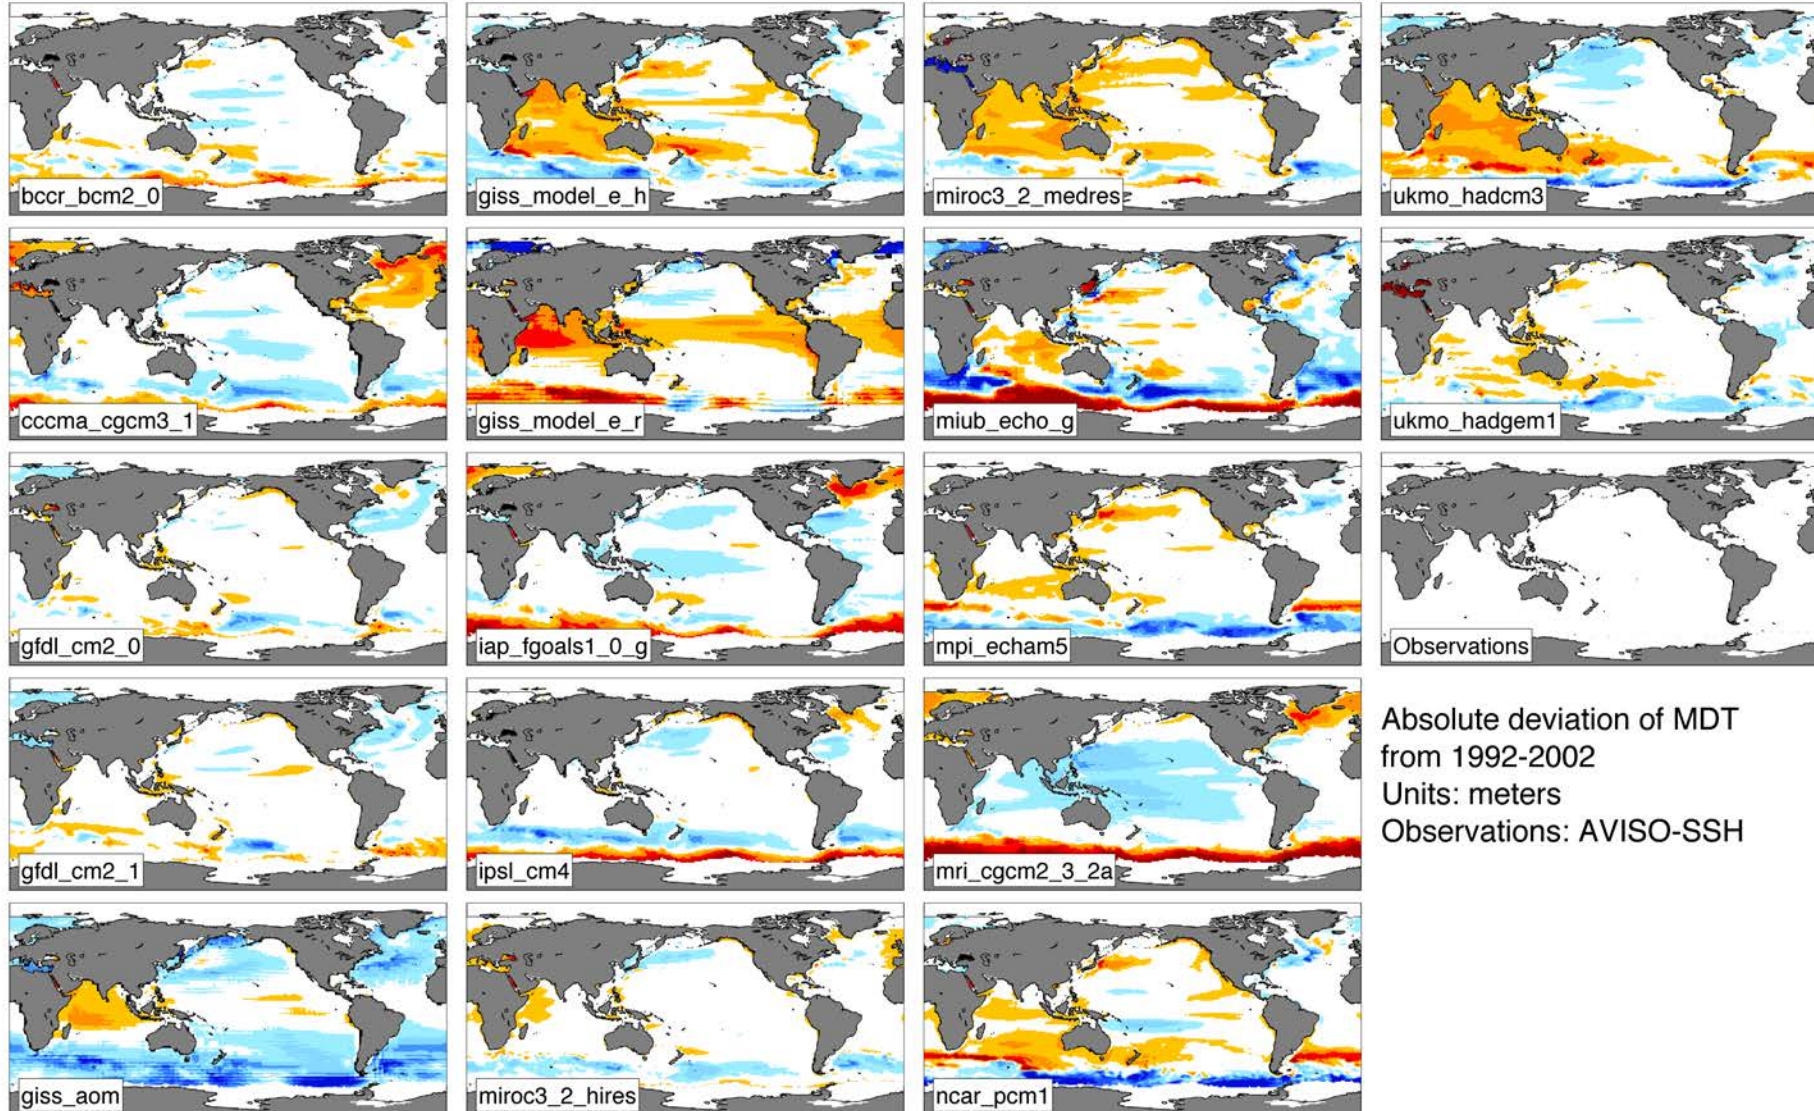 bccr_bcm2_0
giss_model_e_h
miroc3_2_medres
ukmo_hadcm3
cccma_cgcm3_1
giss_model_e_r
miub_echo_g
ukmo_hadgem1
gfdl_cm2_0
iap_fgoals1_0_g
mpi_echam5
Observations
gfdl_cm2_1
ipsl_cm4
mri_cgcm2_3_2a
Absolute deviation of MDT
from 1992-2002
Units: meters
Observations: AVISO-SSH
giss_aom
miroc3_2_hires
ncar_pcm1